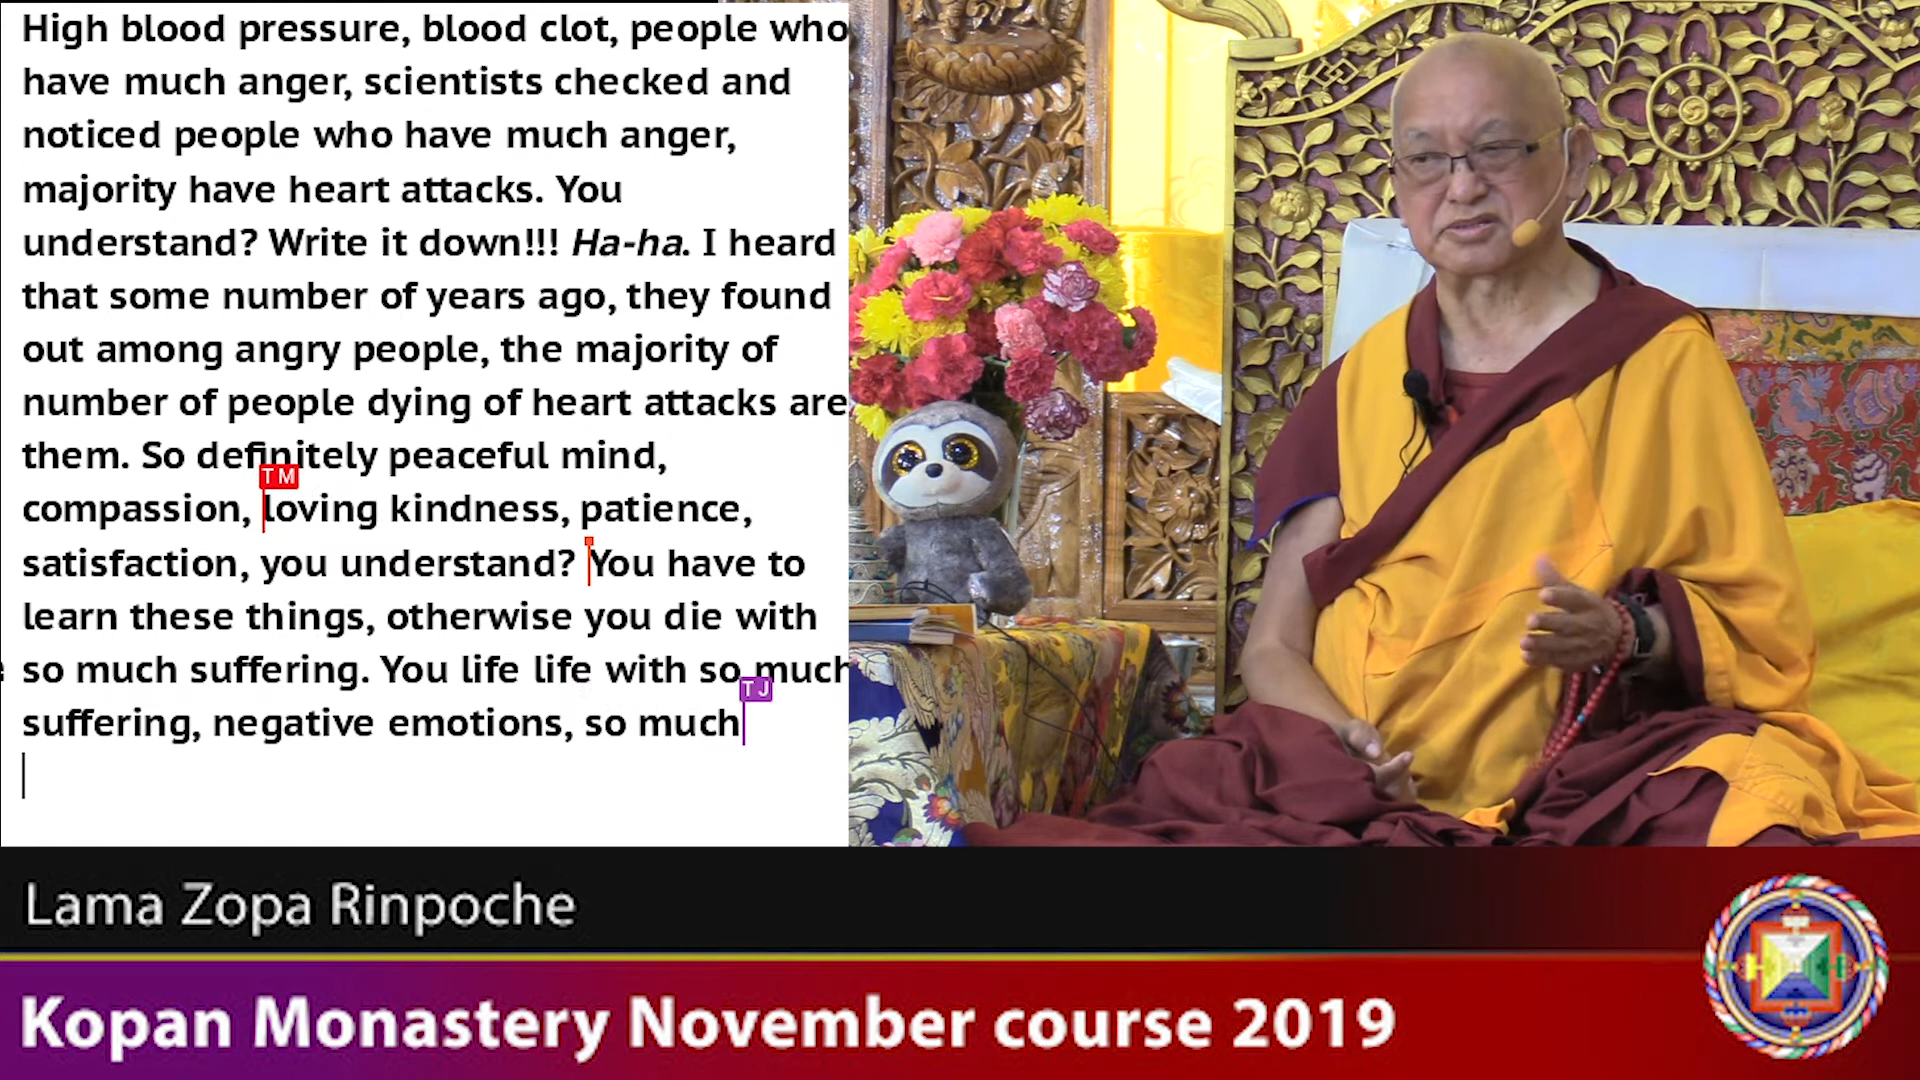 High blood pressure, blood clot, people who
have much anger, scientists checked and
noticed people who have much anger,
majority have heart attacks. You
understand? Write it down!!! Ha-ha. I heard
that some number of years ago, they found
out among angry people, the majority of
number of people dying of heart attacks are
them. So definitely peaceful mind,
TM
compassion, loving kindness, patience,
satisfaction, you understand? You have to
learn these things, otherwise you die with
so much suffering. You life life with so much
TJ
suffering, negative emotions, so much
Lama Zopa Rinpoche
Kopan Monastery November course 2019